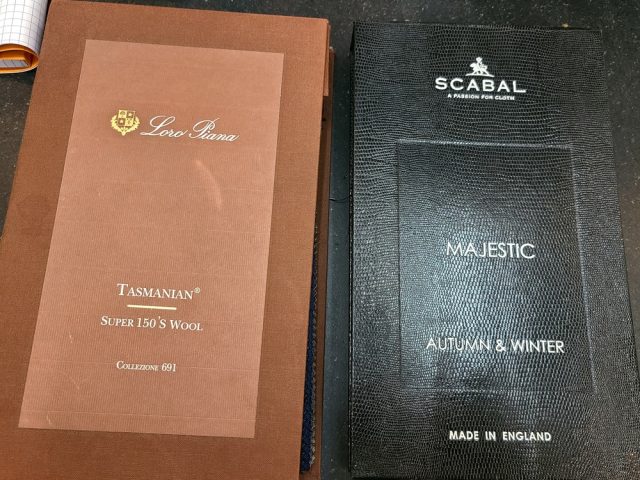 Loro Piana
TASMANIAN®
SUPER 150'S WOOL
COLLEZIONE 691
SCABAL
A PASSION FOR CLOTH
MAJESTIC
AUTUMN & WINTER
MADE IN ENGLAND